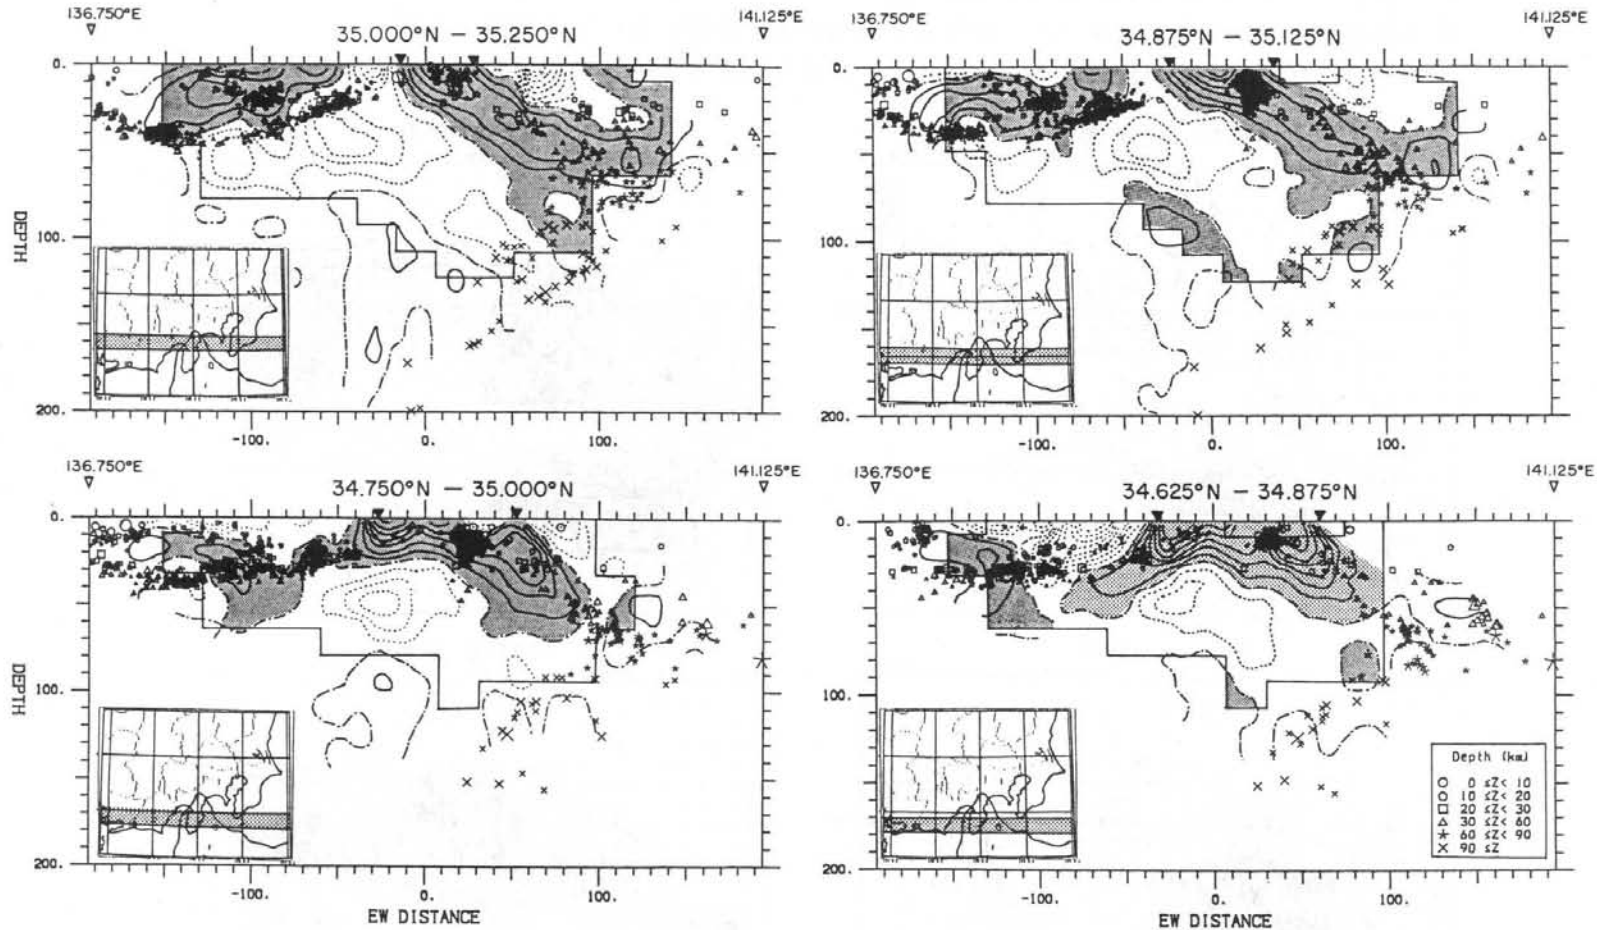 136.750°E
141.125°E
35.000°N – 35.250°N
0.
100.
200.
DEPTH
-100.
0.
100.
136.750°E
141.125°E
34.875°N – 35.125°N
0.
100.
200.
-100.
0.
100.
136.750°E
141.125°E
34.750°N – 35.000°N
0.
100.
200.
DEPTH
-100.
0.
100.
EW DISTANCE
136.750°E
141.125°E
34.625°N – 34.875°N
0.
100.
200.
-100.
0.
100.
EW DISTANCE
Depth (km)
○ 0 ≤Z< 10
○ 10 ≤Z< 20
□ 20 ≤Z< 30
△ 30 ≤Z< 60
✶ 60 ≤Z< 90
× 90 ≤Z